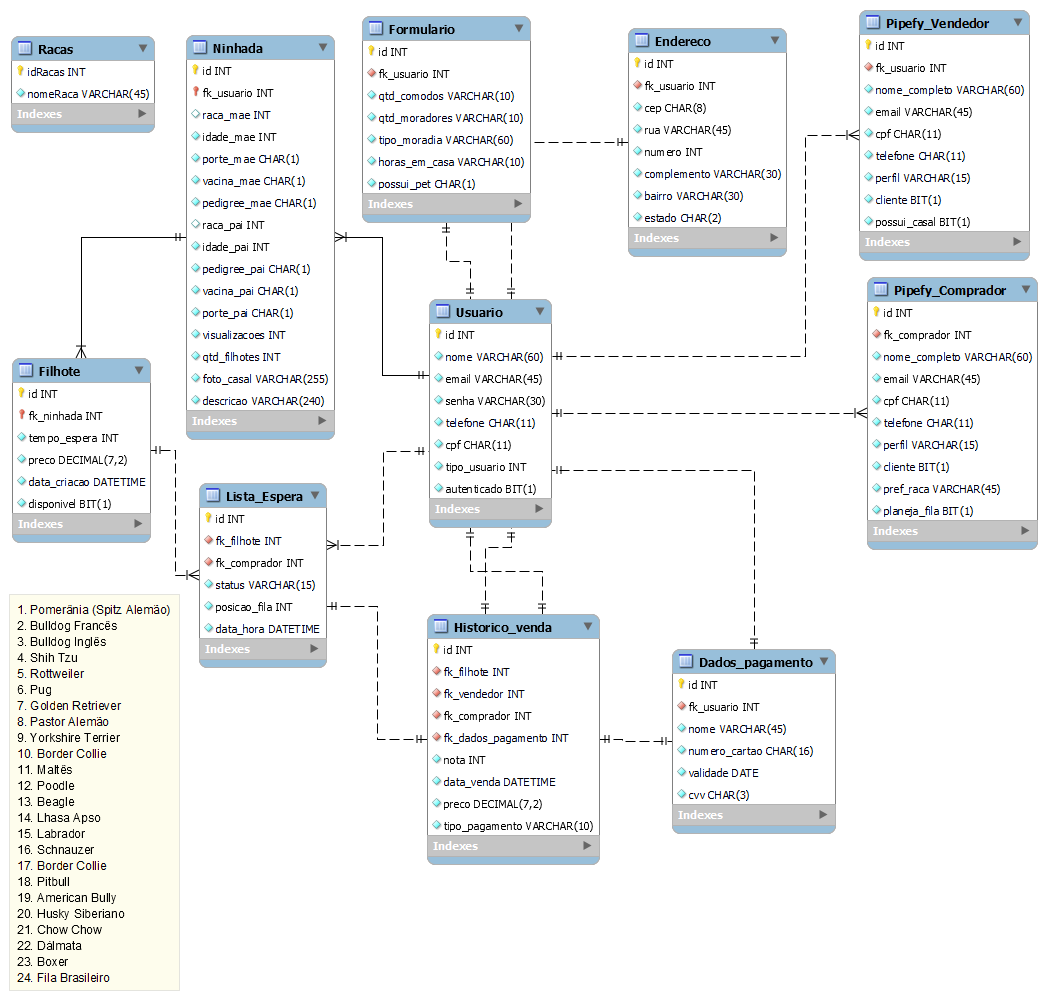 Racas
idRacas INT
nomeRaca VARCHAR(45)
Indexes
Ninhada
id INT
fk_usuario INT
raca_mae INT
idade_mae INT
porte_mae CHAR(1)
vacina_mae CHAR(1)
pedigree_mae CHAR(1)
raca_pai INT
idade_pai INT
pedigree_pai CHAR(1)
vacina_pai CHAR(1)
porte_pai CHAR(1)
visualizacoes INT
qtd_filhotes INT
foto_casal VARCHAR(255)
descricao VARCHAR(240)
Indexes
Formulario
id INT
fk_usuario INT
qtd_comodos VARCHAR(10)
qtd_moradores VARCHAR(10)
tipo_moradia VARCHAR(60)
horas_em_casa VARCHAR(10)
possui_pet CHAR(1)
Indexes
Endereco
id INT
fk_usuario INT
cep CHAR(8)
rua VARCHAR(45)
numero INT
complemento VARCHAR(30)
bairro VARCHAR(30)
estado CHAR(2)
Indexes
Pipefy_Vendedor
id INT
fk_usuario INT
nome_completo VARCHAR(60)
email VARCHAR(45)
cpf CHAR(11)
telefone CHAR(11)
perfil VARCHAR(15)
cliente BIT(1)
possui_casal BIT(1)
Indexes
Pipefy_Comprador
id INT
fk_comprador INT
nome_completo VARCHAR(60)
email VARCHAR(45)
cpf CHAR(11)
telefone CHAR(11)
perfil VARCHAR(15)
cliente BIT(1)
pref_raca VARCHAR(45)
planeja_fila BIT(1)
Indexes
Usuario
id INT
nome VARCHAR(60)
email VARCHAR(45)
senha VARCHAR(30)
telefone CHAR(11)
cpf CHAR(11)
tipo_usuario INT
autenticado BIT(1)
Indexes
Filhote
id INT
fk_ninhada INT
tempo_espera INT
preco DECIMAL(7,2)
data_criacao DATETIME
disponivel BIT(1)
Indexes
Lista_Espera
id INT
fk_filhote INT
fk_comprador INT
status VARCHAR(15)
posicao_fila INT
data_hora DATETIME
Indexes
Historico_venda
id INT
fk_filhote INT
fk_vendedor INT
fk_comprador INT
fk_dados_pagamento INT
nota INT
data_venda DATETIME
preco DECIMAL(7,2)
tipo_pagamento VARCHAR(10)
Indexes
Dados_pagamento
id INT
fk_usuario INT
nome VARCHAR(45)
numero_cartao CHAR(16)
validade DATE
cvv CHAR(3)
Indexes
1. Pomerânia (Spitz Alemão)
2. Bulldog Francês
3. Bulldog Inglês
4. Shih Tzu
5. Rottweiler
6. Pug
7. Golden Retriever
8. Pastor Alemão
9. Yorkshire Terrier
10. Border Collie
11. Maltês
12. Poodle
13. Beagle
14. Lhasa Apso
15. Labrador
16. Schnauzer
17. Border Collie
18. Pitbull
19. American Bully
20. Husky Siberiano
21. Chow Chow
22. Dálmata
23. Boxer
24. Fila Brasileiro